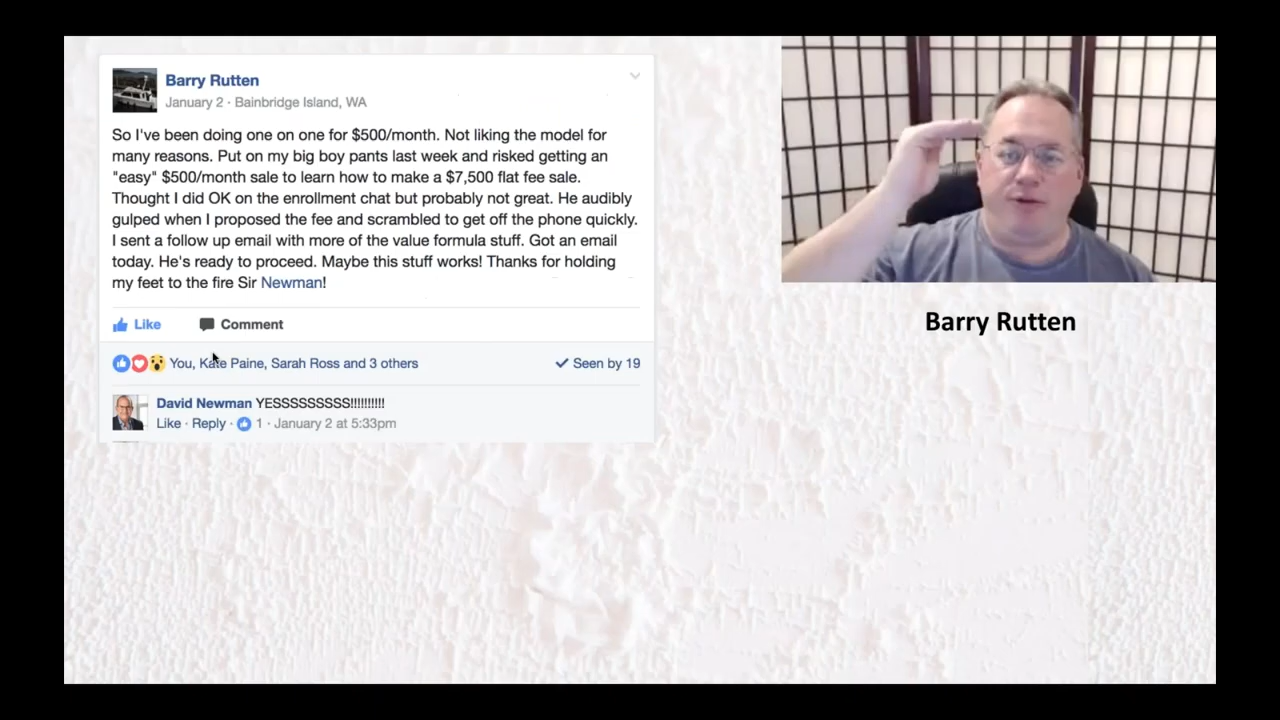 Barry Rutten
January 2 · Bainbridge Island, WA
So I've been doing one on one for $500/month. Not liking the model for
many reasons. Put on my big boy pants last week and risked getting an
"easy" $500/month sale to learn how to make a $7,500 flat fee sale.
Thought I did OK on the enrollment chat but probably not great. He audibly
gulped when I proposed the fee and scrambled to get off the phone quickly.
I sent a follow up email with more of the value formula stuff. Got an email
today. He's ready to proceed. Maybe this stuff works! Thanks for holding
my feet to the fire Sir Newman!
Like Comment
You, Kate Paine, Sarah Ross and 3 others Seen by 19
David Newman YESSSSSSSSS!!!!!!!!!!
Like · Reply · 1 · January 2 at 5:33pm
Barry Rutten